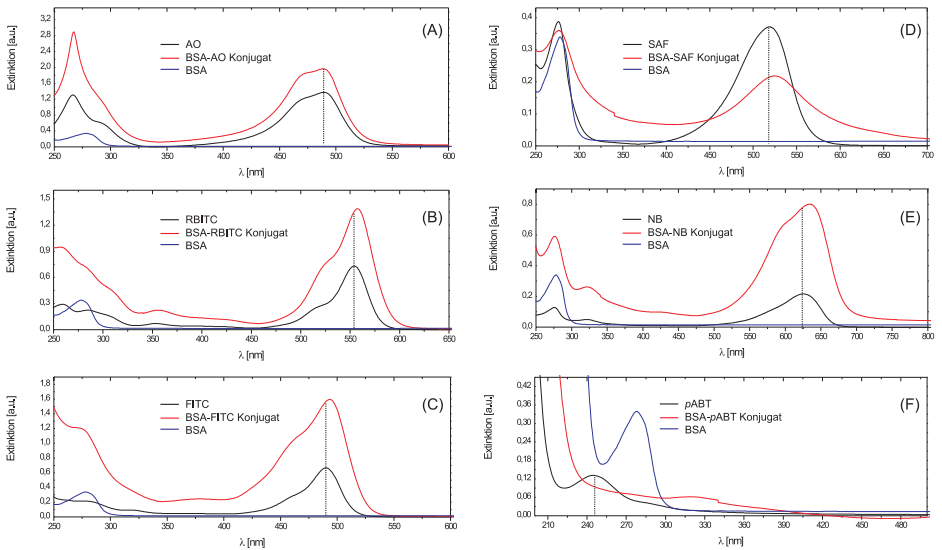 (A)
AO
BSA-AO Konjugat
BSA
Extinktion [a.u.]
3,2
2,8
2,4
2,0
1,6
1,2
0,8
0,4
0,0
250 300 350 400 450 500 550 600
λ [nm]
(B)
RBITC
BSA-RBITC Konjugat
BSA
Extinktion [a.u.]
1,5
1,2
0,9
0,6
0,3
0,0
250 300 350 400 450 500 550 600 650
λ [nm]
(C)
FITC
BSA-FITC Konjugat
BSA
Extinktion [a.u.]
1,6
1,4
1,2
1,0
0,8
0,6
0,4
0,2
0,0
250 300 350 400 450 500 550 600
λ [nm]
(D)
SAF
BSA-SAF Konjugat
BSA
Extinktion [a.u.]
0,4
0,3
0,2
0,1
0,0
250 300 350 400 450 500 550 600 650 700
λ [nm]
(E)
NB
BSA-NB Konjugat
BSA
Extinktion [a.u.]
0,8
0,6
0,4
0,2
0,0
250 300 350 400 450 500 550 600 650 700 750 800
λ [nm]
(F)
pABT
BSA-pABT Konjugat
BSA
Extinktion [a.u.]
0,42
0,36
0,30
0,24
0,18
0,12
0,06
0,00
210 240 270 300 330 360 390 420 450 480
λ [nm]